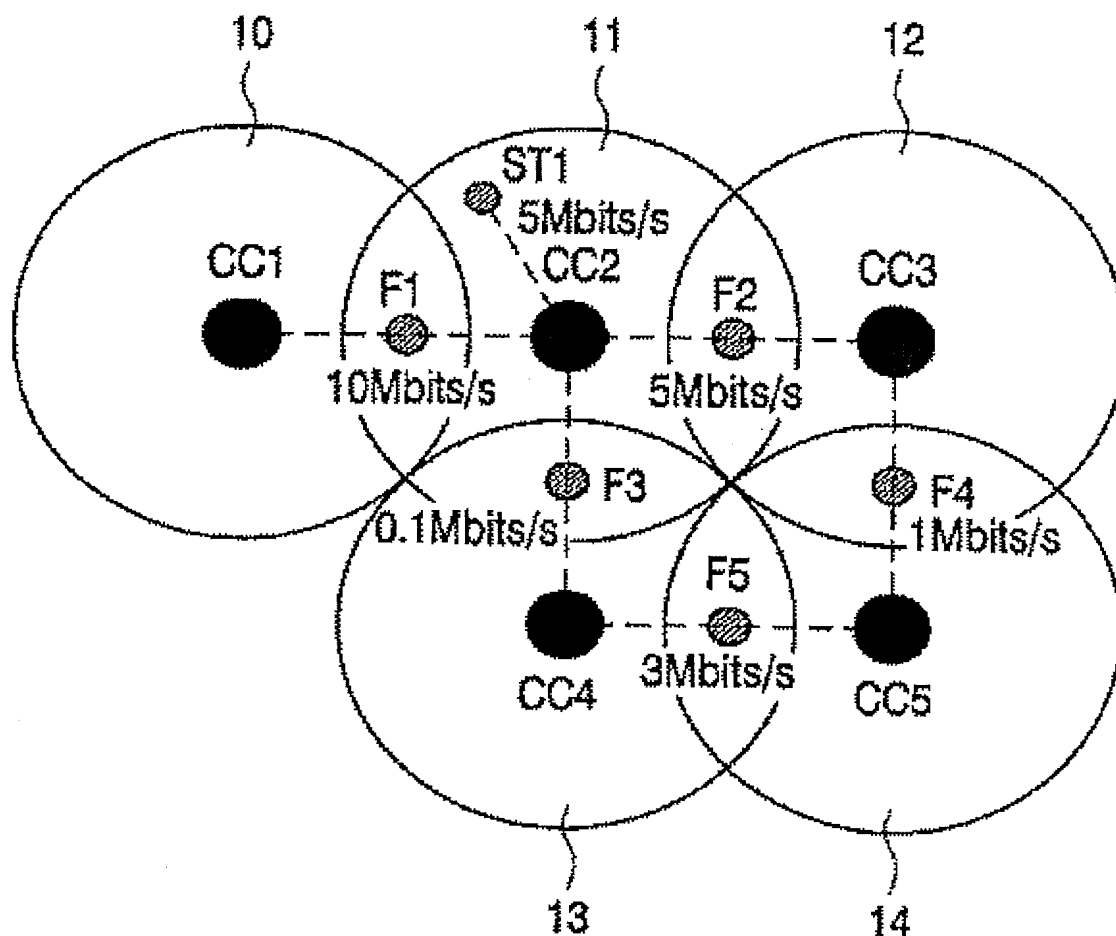 10
11
12
ST1
5Mbits/s
CC1
F1
CC2
F2
CC3
10Mbits/s
5Mbits/s
F3
F4
0.1Mbits/s
1Mbits/s
F5
CC4
3Mbits/s
CC5
13
14